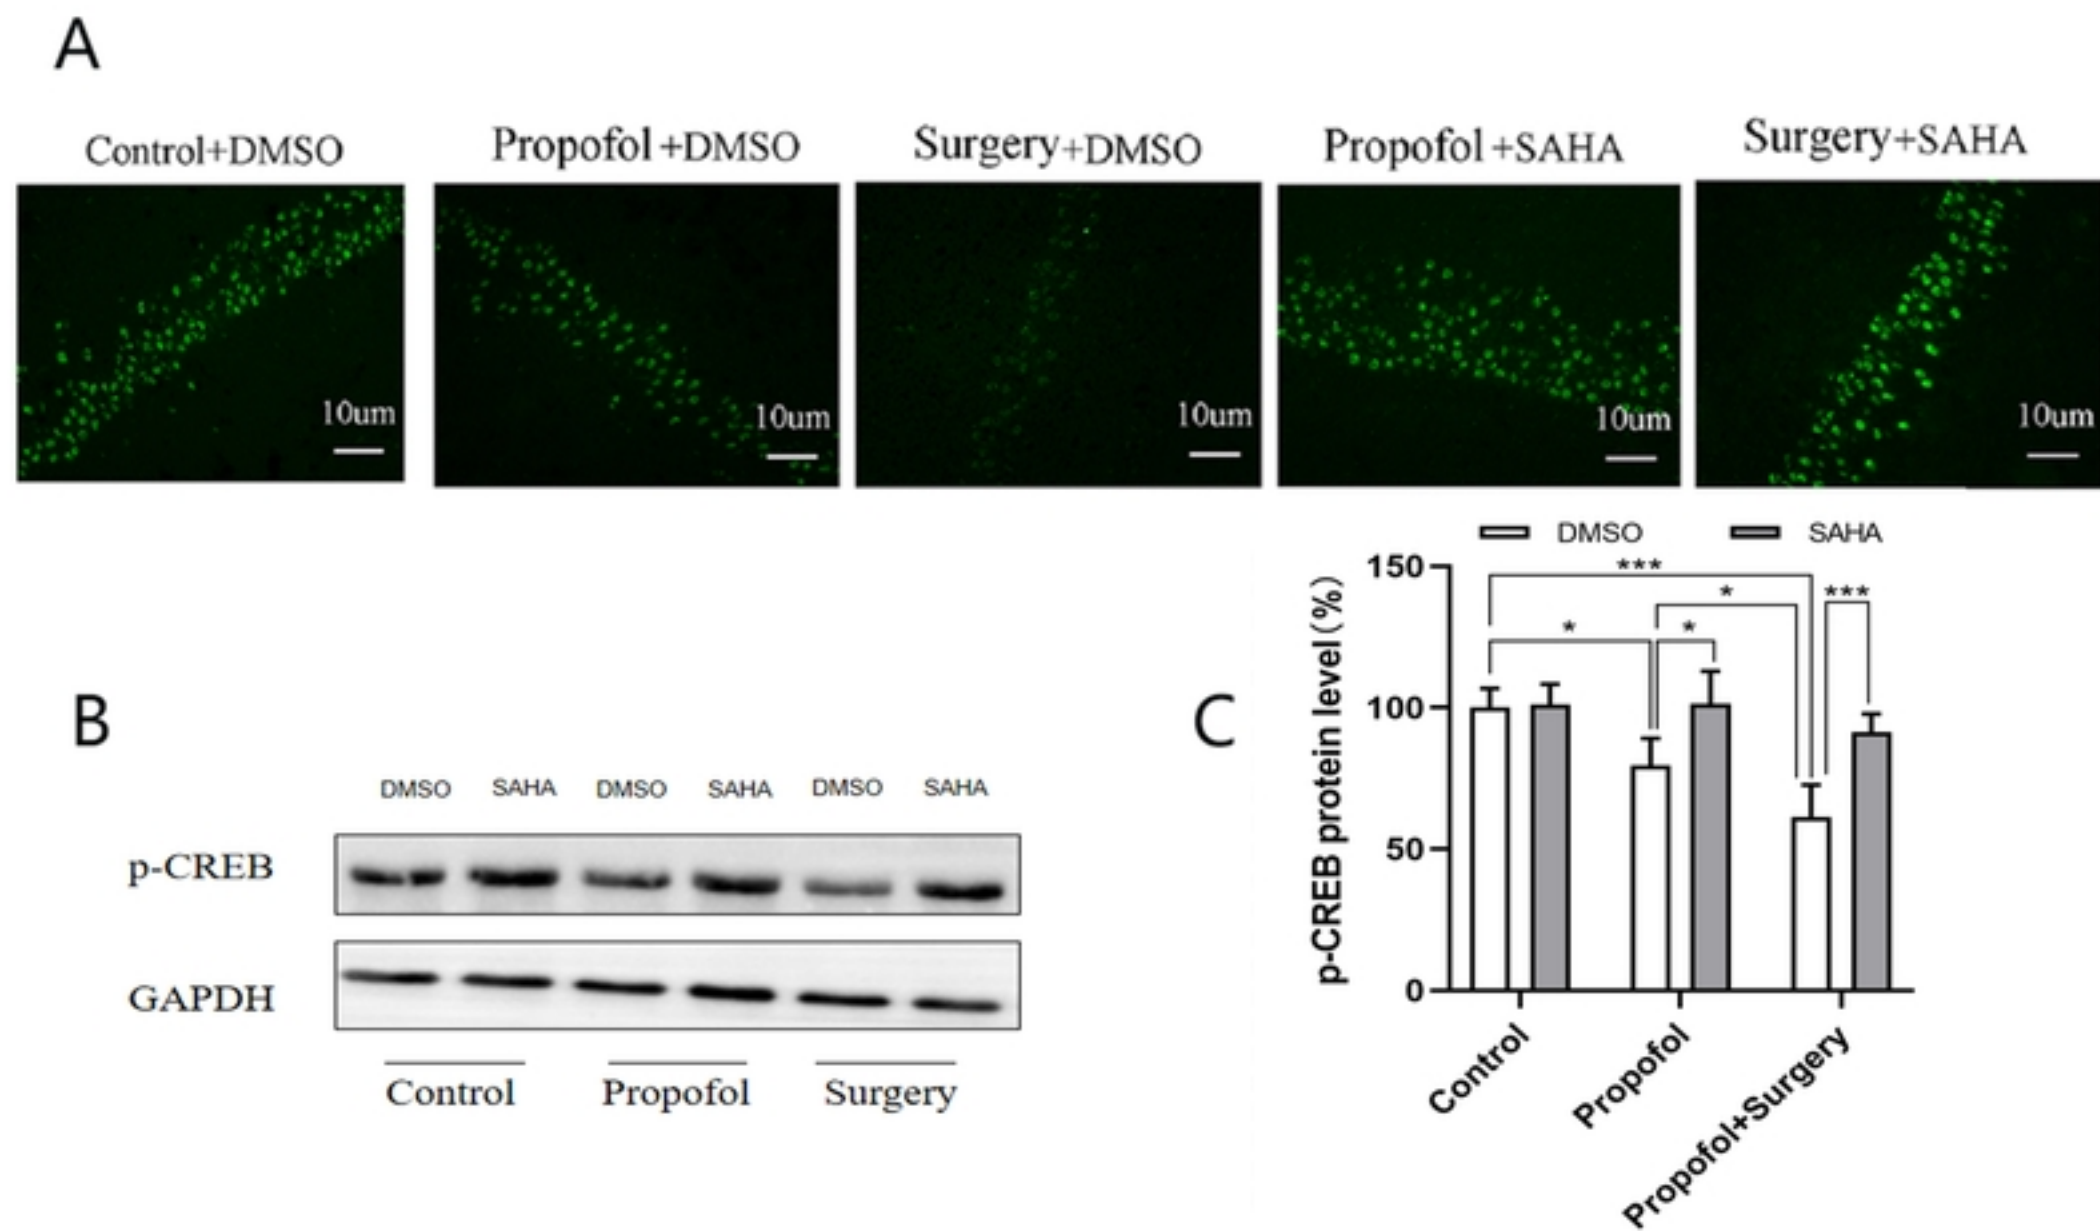 A
Control+DMSO
Propofol+DMSO
Surgery+DMSO
Propofol+SAHA
Surgery+SAHA
10um
10um
10um
10um
10um
B
DMSO SAHA DMSO SAHA DMSO SAHA
p-CREB
GAPDH
Control
Propofol
Surgery
C
DMSO
SAHA
p-CREB protein level(%)
150
100
50
0
***
*
***
*
*
Control
Propofol
Propofol+Surgery